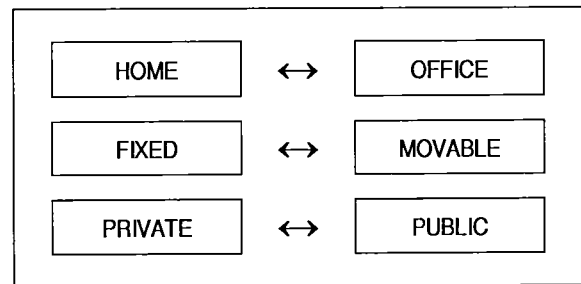 HOME ↔ OFFICE
FIXED ↔ MOVABLE
PRIVATE ↔ PUBLIC